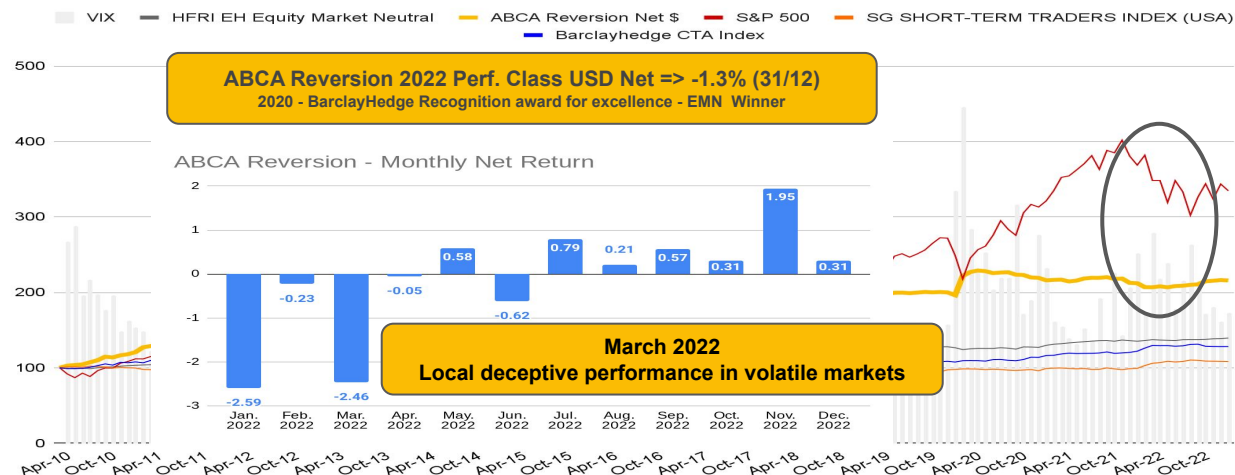 VIX HFRI EH Equity Market Neutral ABCA Reversion Net $ S&P 500 SG SHORT-TERM TRADERS INDEX (USA)
Barclayhedge CTA Index
ABCA Reversion 2022 Perf. Class USD Net => -1.3% (31/12)
2020 - BarclayHedge Recognition award for excellence - EMN Winner
500
400
300
200
100
0
ABCA Reversion - Monthly Net Return
2
1
0
-1
-2
-3
-2.59
-0.23
-2.46
-0.05
0.58
-0.62
0.79
0.21
0.57
0.31
1.95
0.31
March 2022
Local deceptive performance in volatile markets
Jan. 2022
Feb. 2022
Mar. 2022
Apr. 2022
May. 2022
Jun. 2022
Jul. 2022
Aug. 2022
Sep. 2022
Oct. 2022
Nov. 2022
Dec. 2022
Apr-10
Oct-10
Apr-11
Oct-11
Apr-12
Oct-12
Apr-13
Oct-13
Apr-14
Oct-14
Apr-15
Oct-15
Apr-16
Oct-16
Apr-17
Oct-17
Apr-18
Oct-18
Apr-19
Oct-19
Apr-20
Oct-20
Apr-21
Oct-21
Apr-22
Oct-22